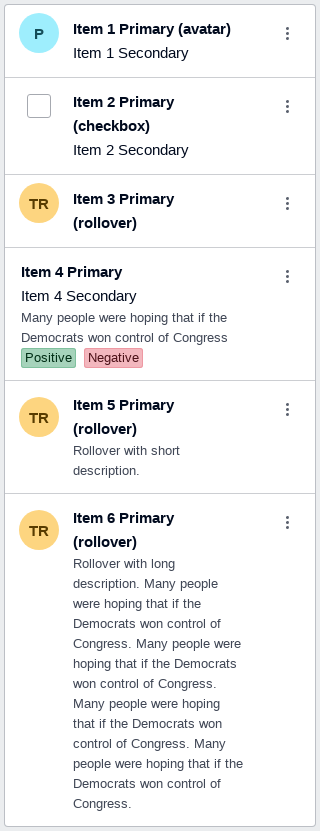 P
Item 1 Primary (avatar)
Item 1 Secondary
Item 2 Primary
(checkbox)
Item 2 Secondary
TR
Item 3 Primary
(rollover)
Item 4 Primary
Item 4 Secondary
Many people were hoping that if the
Democrats won control of Congress
Positive Negative
TR
Item 5 Primary
(rollover)
Rollover with short
description.
TR
Item 6 Primary
(rollover)
Rollover with long
description. Many people
were hoping that if the
Democrats won control of
Congress. Many people were
hoping that if the Democrats
won control of Congress.
Many people were hoping
that if the Democrats won
control of Congress. Many
people were hoping that if the
Democrats won control of
Congress.